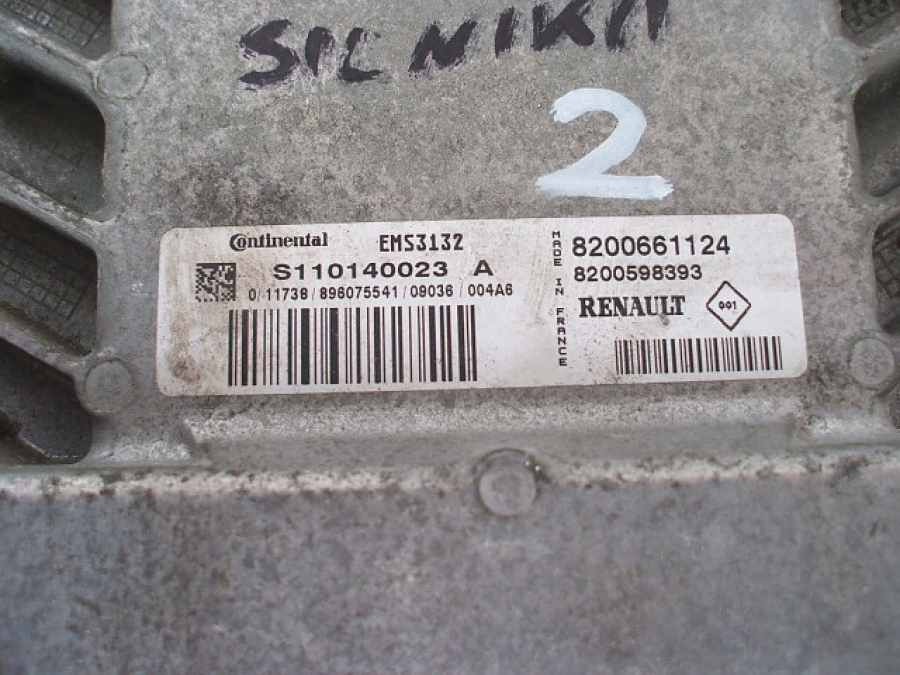 SILNIKA
2
Continental EMS3132
S110140023 A
0/11738/896075541/09036/004A6
MADE IN FRANCE
8200661124
8200598393
RENAULT 001